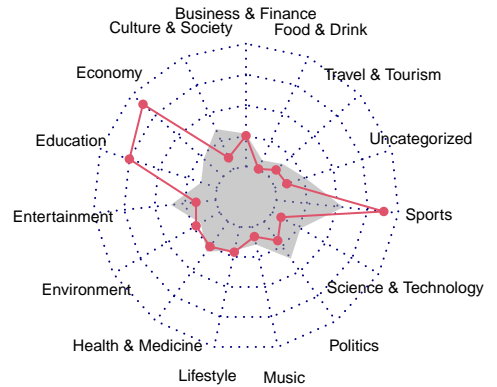 Business & Finance
Culture & Society
Food & Drink
Economy
Travel & Tourism
Education
Uncategorized
Entertainment
Sports
Environment
Science & Technology
Health & Medicine
Politics
Lifestyle
Music